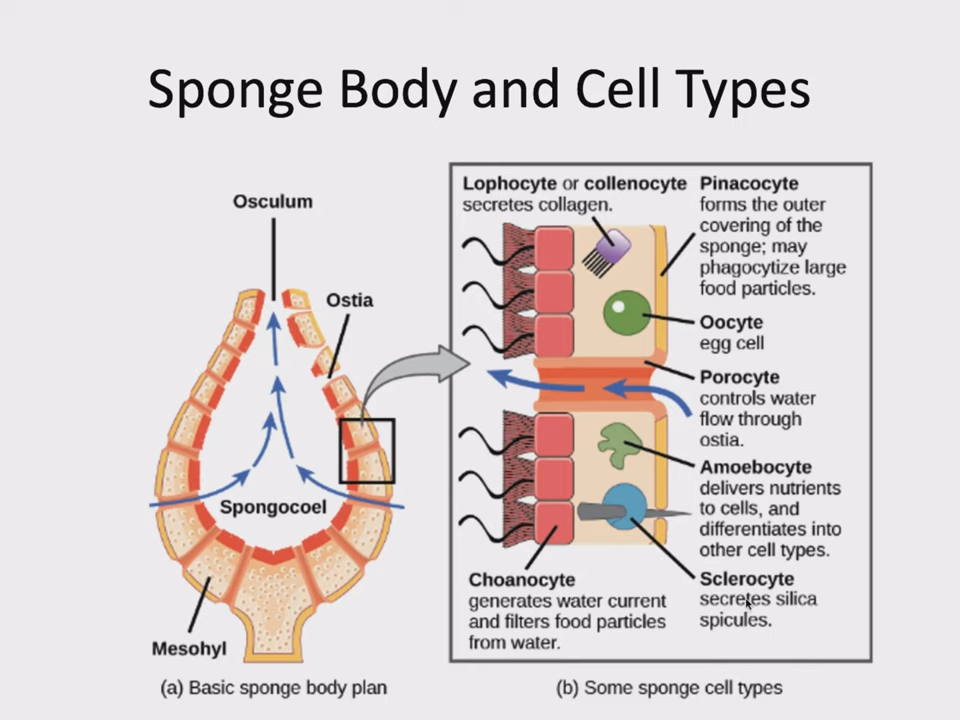 Sponge Body and Cell Types
Osculum
Ostia
Spongocoel
Mesohyl
(a) Basic sponge body plan
Lophocyte or collenocyte
secretes collagen.
Pinacocyte
forms the outer
covering of the
sponge; may
phagocytize large
food particles.
Oocyte
egg cell
Porocyte
controls water
flow through
ostia.
Amoebocyte
delivers nutrients
to cells, and
differentiates into
other cell types.
Sclerocyte
secretes silica
spicules.
Choanocyte
generates water current
and filters food particles
from water.
(b) Some sponge cell types